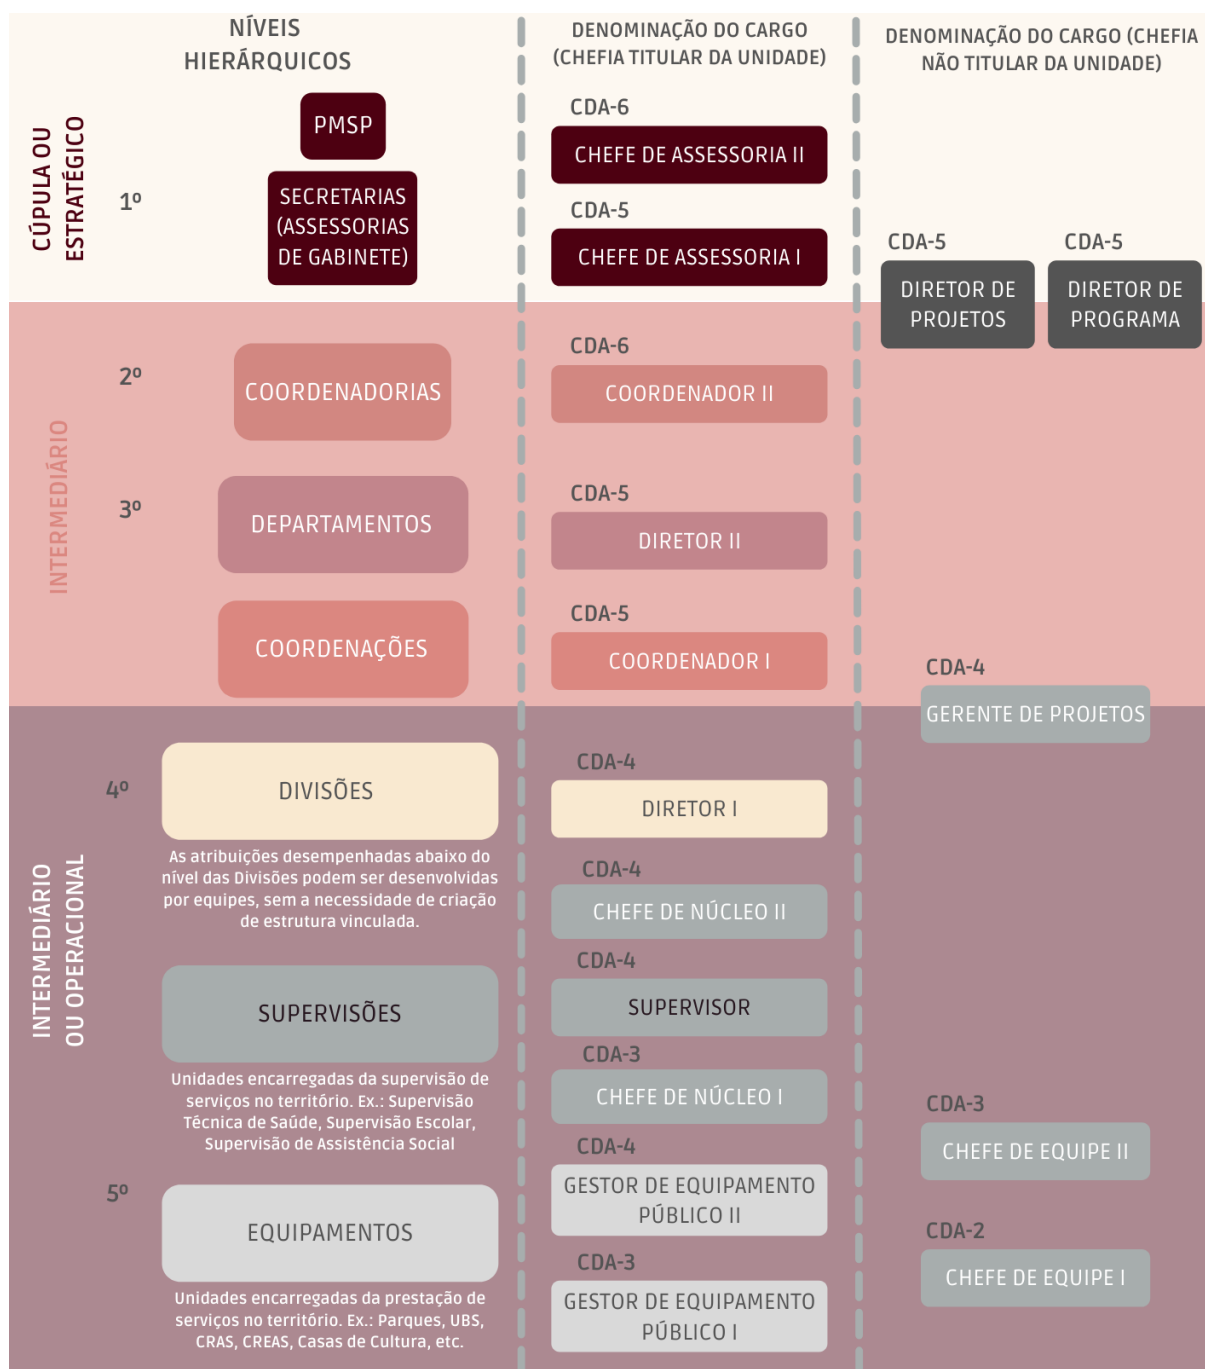 NÍVEIS
HIERÁRQUICOS
DENOMINAÇÃO DO CARGO
(CHEFIA TITULAR DA UNIDADE)
DENOMINAÇÃO DO CARGO (CHEFIA
NÃO TITULAR DA UNIDADE)
CÚPULA OU
ESTRATÉGICO
1º
PMSP
SECRETARIAS
(ASSESSORIAS
DE GABINETE)
CDA-6
CHEFE DE ASSESSORIA II
CDA-5
CHEFE DE ASSESSORIA I
CDA-5
DIRETOR DE
PROJETOS
CDA-5
DIRETOR DE
PROGRAMA
INTERMEDIÁRIO
2º
COORDENADORIAS
CDA-6
COORDENADOR II
3º
DEPARTAMENTOS
CDA-5
DIRETOR II
COORDENAÇÕES
CDA-5
COORDENADOR I
CDA-4
GERENTE DE PROJETOS
INTERMEDIÁRIO
OU OPERACIONAL
4º
DIVISÕES
As atribuições desempenhadas abaixo do
nível das Divisões podem ser desenvolvidas
por equipes, sem a necessidade de criação
de estrutura vinculada.
CDA-4
DIRETOR I
CDA-4
CHEFE DE NÚCLEO II
SUPERVISÕES
Unidades encarregadas da supervisão de
serviços no território. Ex.: Supervisão
Técnica de Saúde, Supervisão Escolar,
Supervisão de Assistência Social
CDA-4
SUPERVISOR
CDA-3
CHEFE DE NÚCLEO I
CDA-3
CHEFE DE EQUIPE II
5º
EQUIPAMENTOS
Unidades encarregadas da prestação de
serviços no território. Ex.: Parques, UBS,
CRAS, CREAS, Casas de Cultura, etc.
CDA-4
GESTOR DE EQUIPAMENTO
PÚBLICO II
CDA-3
GESTOR DE EQUIPAMENTO
PÚBLICO I
CDA-2
CHEFE DE EQUIPE I